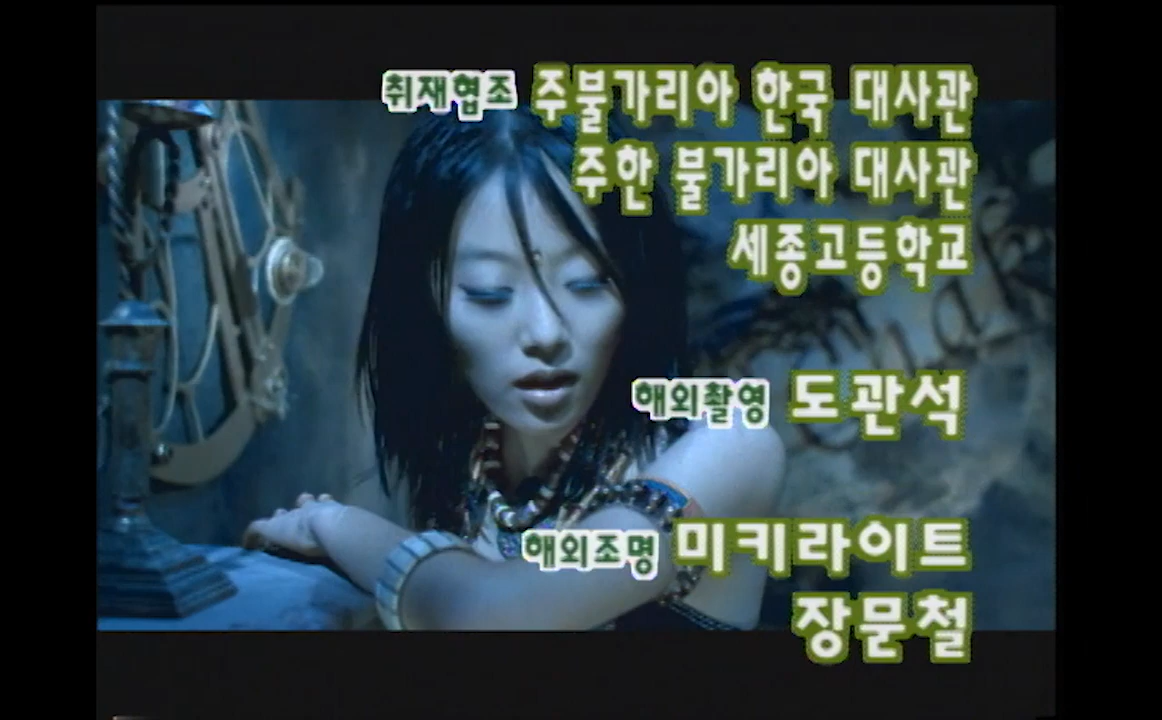 취재협조 주불가리아 한국 대사관
주한 불가리아 대사관
세종고등학교
해외촬영 도관석
해외조명 미키라이트
장문철